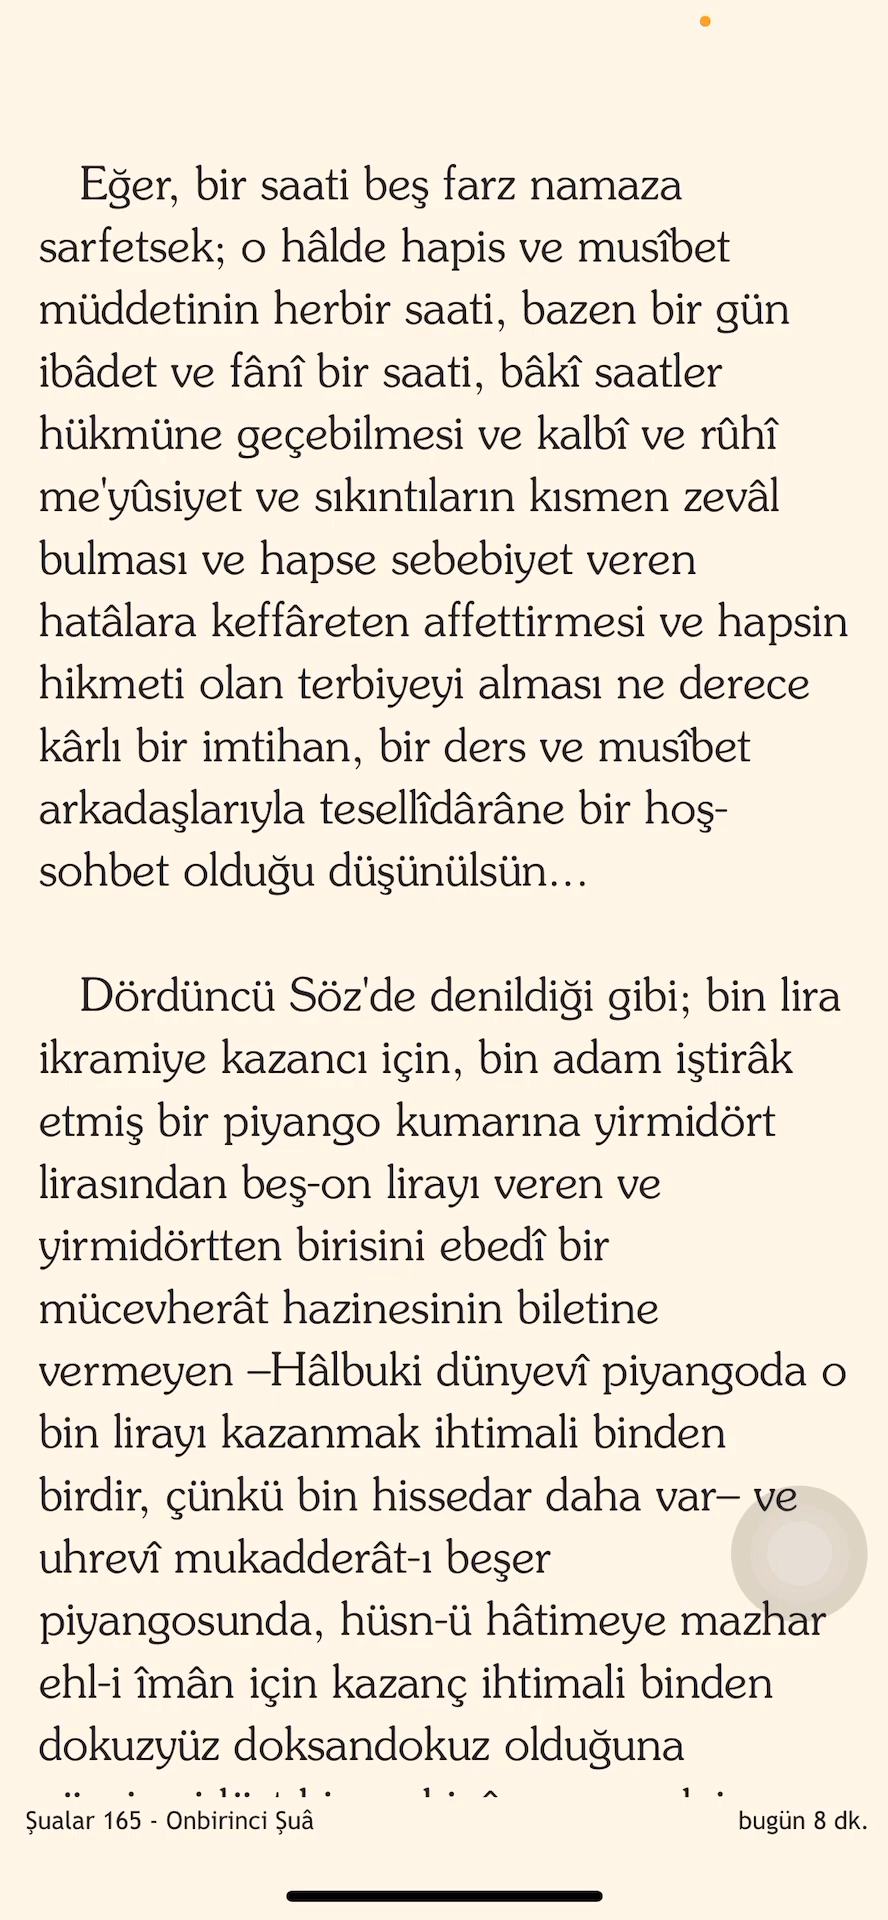 Eğer, bir saati beş farz namaza
sarfetsek; o hâlde hapis ve musîbet
müddetinin herbir saati, bazen bir gün
ibâdet ve fânî bir saati, bâkî saatler
hükmüne geçebilmesi ve kalbî ve rûhî
me'yûsiyet ve sıkıntıların kısmen zevâl
bulması ve hapse sebebiyet veren
hatâlara keffâreten affettirmesi ve hapsin
hikmeti olan terbiyeyi alması ne derece
kârlı bir imtihan, bir ders ve musîbet
arkadaşlarıyla tesellîdârâne bir hoş-
sohbet olduğu düşünülsün...
Dördüncü Söz'de denildiği gibi; bin lira
ikramiye kazancı için, bin adam iştirâk
etmiş bir piyango kumarına yirmidört
lirasından beş-on lirayı veren ve
yirmidörtten birisini ebedî bir
mücevherât hazinesinin biletine
vermeyen –Hâlbuki dünyevî piyangoda o
bin lirayı kazanmak ihtimali binden
birdir, çünkü bin hissedar daha var– ve
uhrevî mukadderât-ı beşer
piyangosunda, hüsn-ü hâtimeye mazhar
ehl-i îmân için kazanç ihtimali binden
dokuzyüz doksandokuz olduğuna
Şualar 165 - Onbirinci Şuâ
bugün 8 dk.